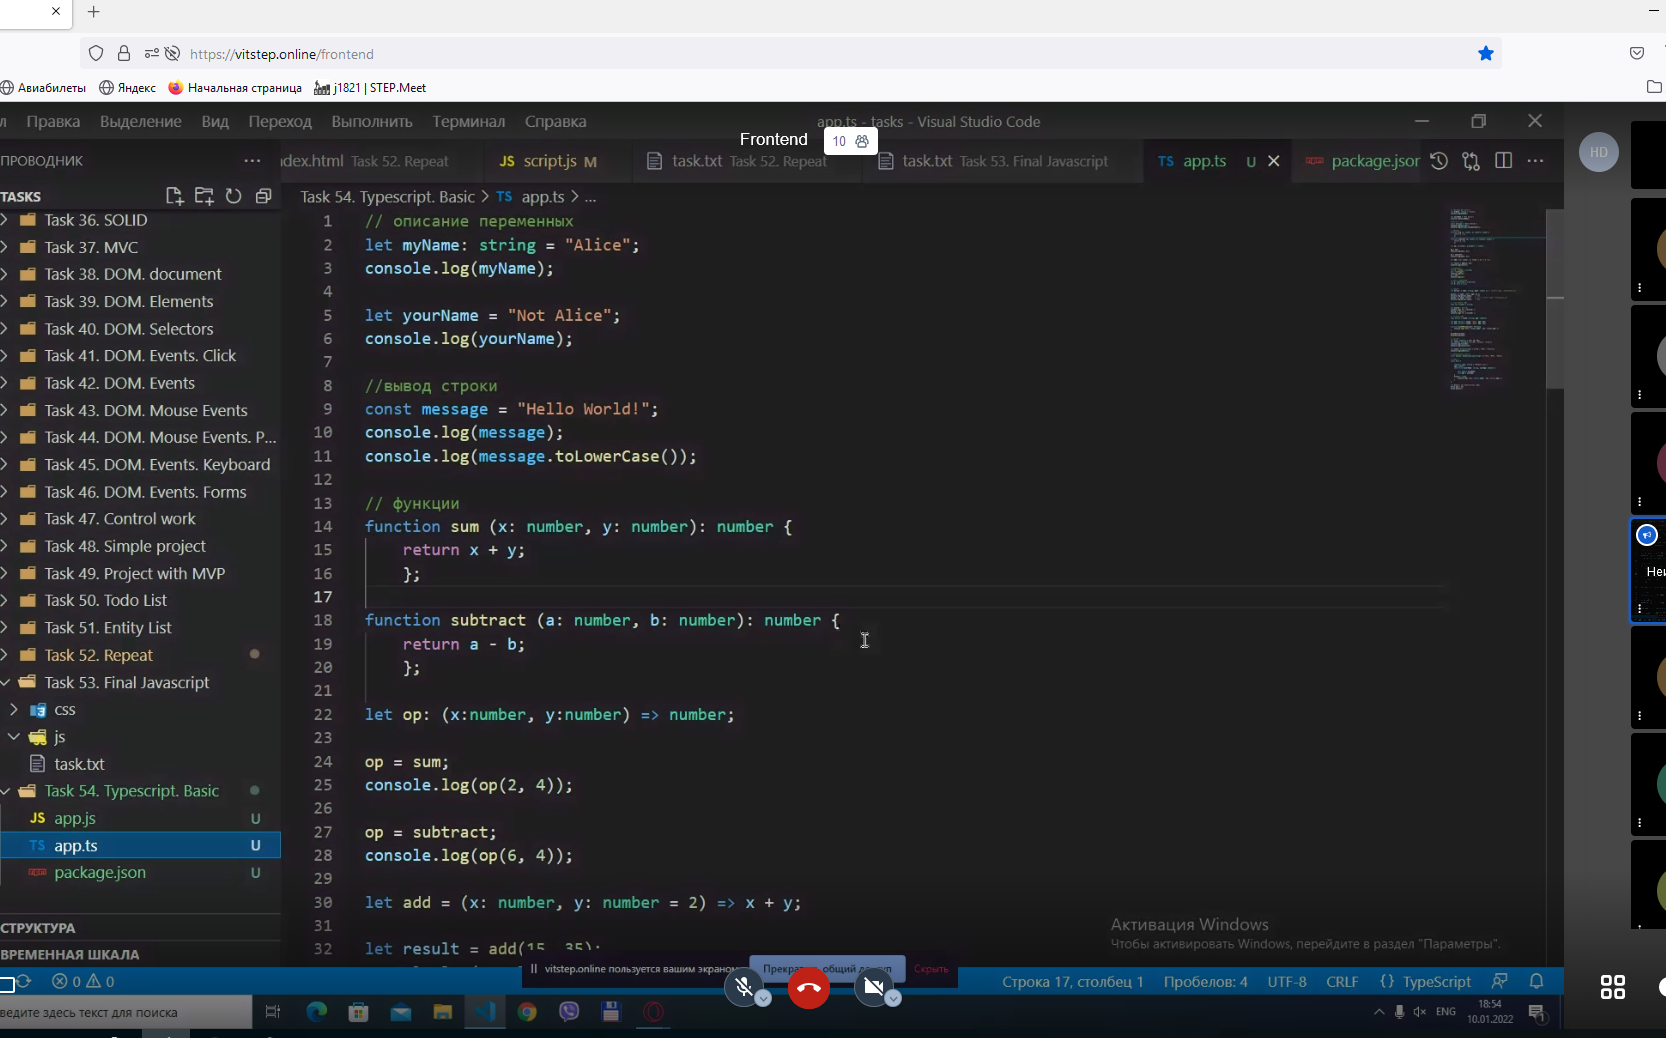 https://vitstep.online/frontend
Авиабилеты
Яндекс
Начальная страница
j1821 | STEP.Meet
Правка
Выделение
Вид
Переход
Выполнить
Терминал
Справка
app.ts - tasks - Visual Studio Code
Frontend
10
HD
ПРОВОДНИК
dex.html Task 52. Repeat
JS script.js M
task.txt Task 52. Repeat
task.txt Task 53. Final Javascript
TS app.ts U
package.json
TASKS
Task 54. Typescript. Basic > TS app.ts > ...
Task 36. SOLID
Task 37. MVC
Task 38. DOM. document
Task 39. DOM. Elements
Task 40. DOM. Selectors
Task 41. DOM. Events. Click
Task 42. DOM. Events
Task 43. DOM. Mouse Events
Task 44. DOM. Mouse Events. P...
Task 45. DOM. Events. Keyboard
Task 46. DOM. Events. Forms
Task 47. Control work
Task 48. Simple project
Task 49. Project with MVP
Task 50. Todo List
Task 51. Entity List
Task 52. Repeat
Task 53. Final Javascript
css
js
task.txt
Task 54. Typescript. Basic
JS app.js U
TS app.ts U
package.json U
СТРУКТУРА
ВРЕМЕННАЯ ШКАЛА
1 // описание переменных
2 let myName: string = "Alice";
3 console.log(myName);
4
5 let yourName = "Not Alice";
6 console.log(yourName);
7
8 //вывод строки
9 const message = "Hello World!";
10 console.log(message);
11 console.log(message.toLowerCase());
12
13 // функции
14 function sum (x: number, y: number): number {
15 return x + y;
16 };
17
18 function subtract (a: number, b: number): number {
19 return a - b;
20 };
21
22 let op: (x:number, y:number) => number;
23
24 op = sum;
25 console.log(op(2, 4));
26
27 op = subtract;
28 console.log(op(6, 4));
29
30 let add = (x: number, y: number = 2) => x + y;
31
32 let result = add(15, 35);
Активация Windows
Чтобы активировать Windows, перейдите в раздел "Параметры".
vitstep.online пользуется вашим экраном
общий
Скрыть
0 0
Строка 17, столбец 1
Пробелов: 4
UTF-8
CRLF
{} TypeScript
ведите здесь текст для поиска
ENG
18:54
10.01.2022
1